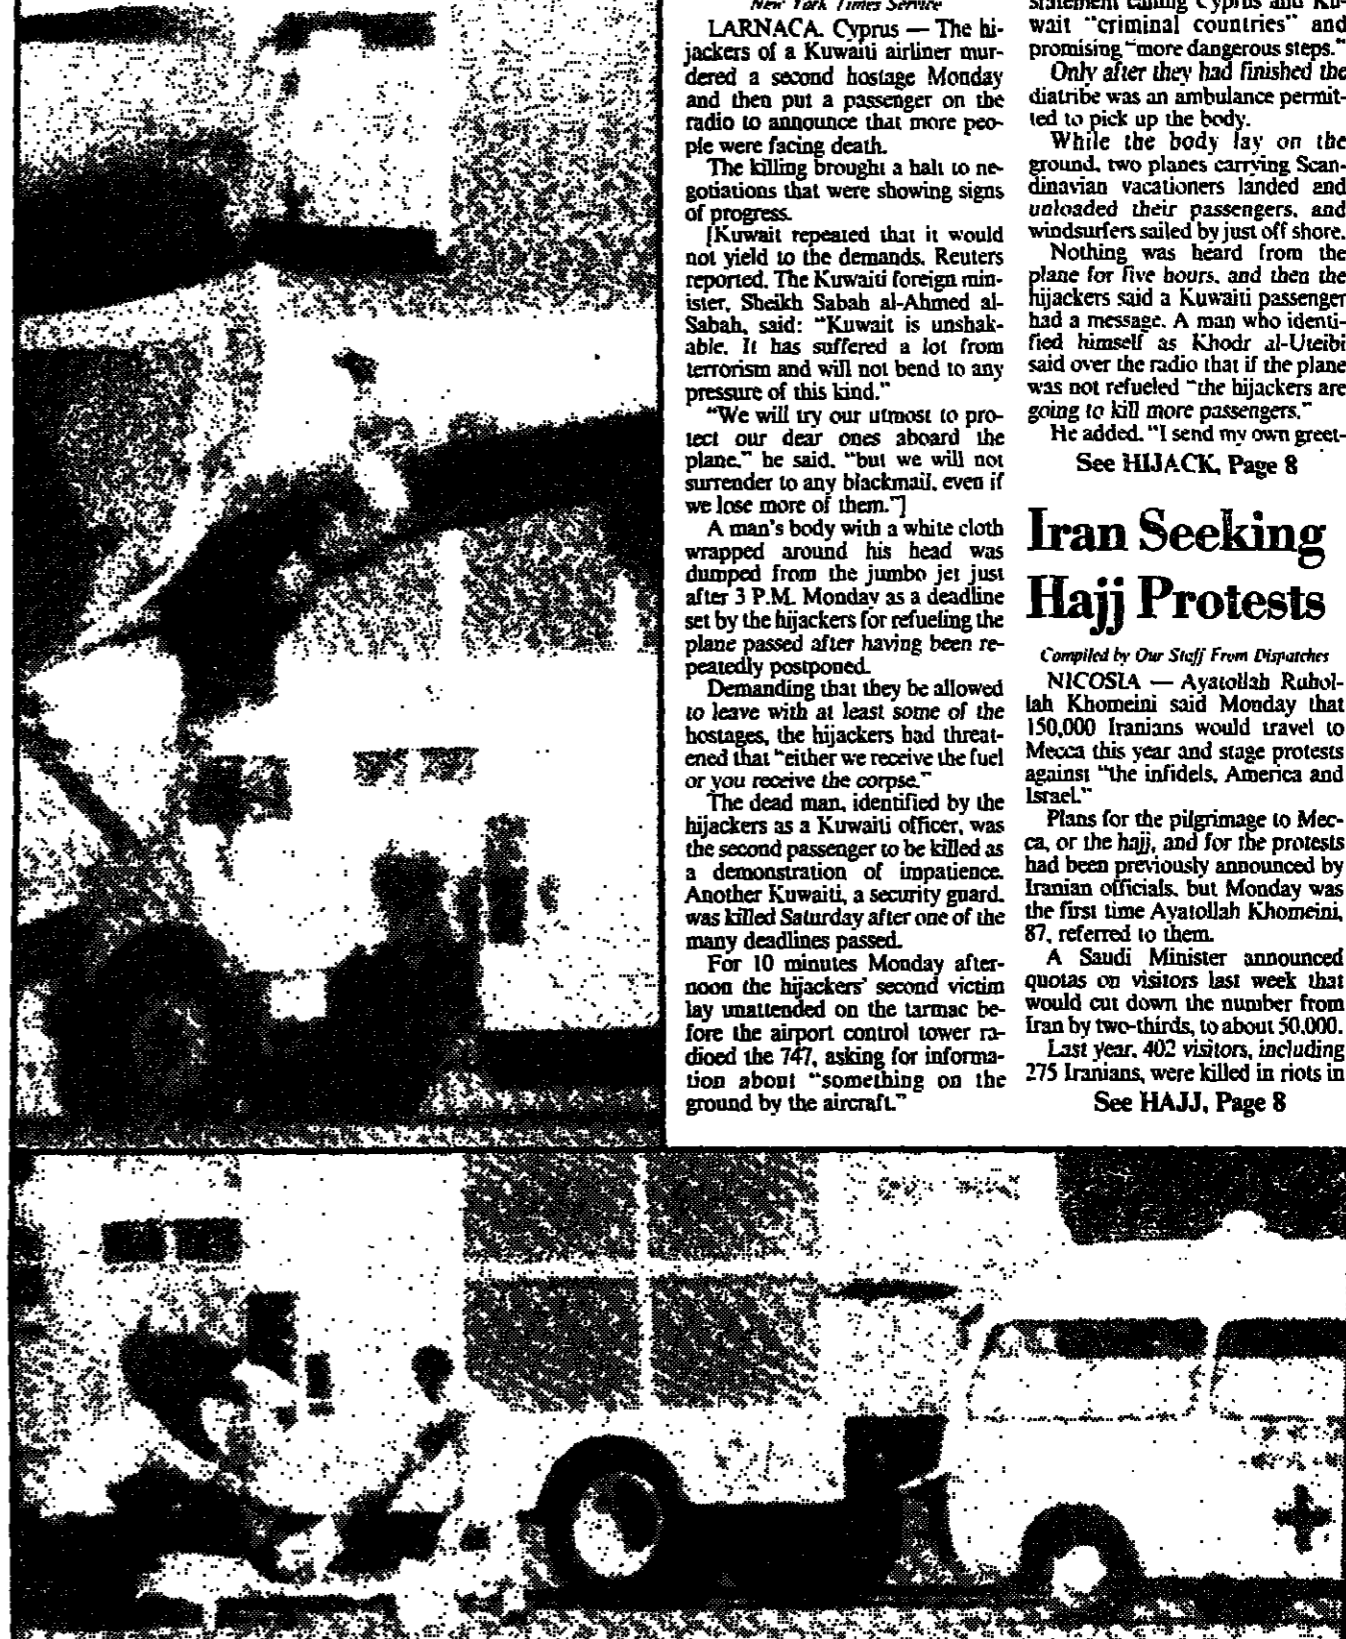 New York Times Service
LARNACA, Cyprus — The hi-
jackers of a Kuwaiti airliner mur-
dered a second hostage Monday
and then put a passenger on the
radio to announce that more peo-
ple were facing death.
The killing brought a halt to ne-
gotiations that were showing signs
of progress.
[Kuwait repeated that it would
not yield to the demands, Reuters
reported. The Kuwaiti foreign min-
ister, Sheikh Sabah al-Ahmed al-
Sabah, said: “Kuwait is unshak-
able. It has suffered a lot from
terrorism and will not bend to any
pressure of this kind.”
“We will try our utmost to pro-
tect our dear ones aboard the
plane,” he said, “but we will not
surrender to any blackmail, even if
we lose more of them.”]
A man's body with a white cloth
wrapped around his head was
dumped from the jumbo jet just
after 3 P.M. Monday as a deadline
set by the hijackers for refueling the
plane passed after having been re-
peatedly postponed.
Demanding that they be allowed
to leave with at least some of the
hostages, the hijackers had threat-
ened that “either we receive the fuel
or you receive the corpse.”
The dead man, identified by the
hijackers as a Kuwaiti officer, was
the second passenger to be killed as
a demonstration of impatience.
Another Kuwaiti, a security guard,
was killed Saturday after one of the
many deadlines passed.
For 10 minutes Monday after-
noon the hijackers' second victim
lay unattended on the tarmac be-
fore the airport control tower ra-
dioed the 747, asking for informa-
tion about “something on the
ground by the aircraft.”
statement calling Cyprus and Ku-
wait “criminal countries” and
promising “more dangerous steps.”
Only after they had finished the
diatribe was an ambulance permit-
ted to pick up the body.
While the body lay on the
ground, two planes carrying Scan-
dinavian vacationers landed and
unloaded their passengers, and
windsurfers sailed by just off shore.
Nothing was heard from the
plane for five hours, and then the
hijackers said a Kuwaiti passenger
had a message. A man who identi-
fied himself as Khodr al-Uteibi
said over the radio that if the plane
was not refueled “the hijackers are
going to kill more passengers.”
He added, “I send my own greet-
See HIJACK, Page 8
Iran Seeking
Hajj Protests
Compiled by Our Staff From Dispatches
NICOSIA — Ayatollah Ruhol-
lah Khomeini said Monday that
150,000 Iranians would travel to
Mecca this year and stage protests
against “the infidels, America and
Israel.”
Plans for the pilgrimage to Mec-
ca, or the hajj, and for the protests
had been previously announced by
Iranian officials, but Monday was
the first time Ayatollah Khomeini,
87, referred to them.
A Saudi Minister announced
quotas on visitors last week that
would cut down the number from
Iran by two-thirds, to about 50,000.
Last year, 402 visitors, including
275 Iranians, were killed in riots in
See HAJJ, Page 8